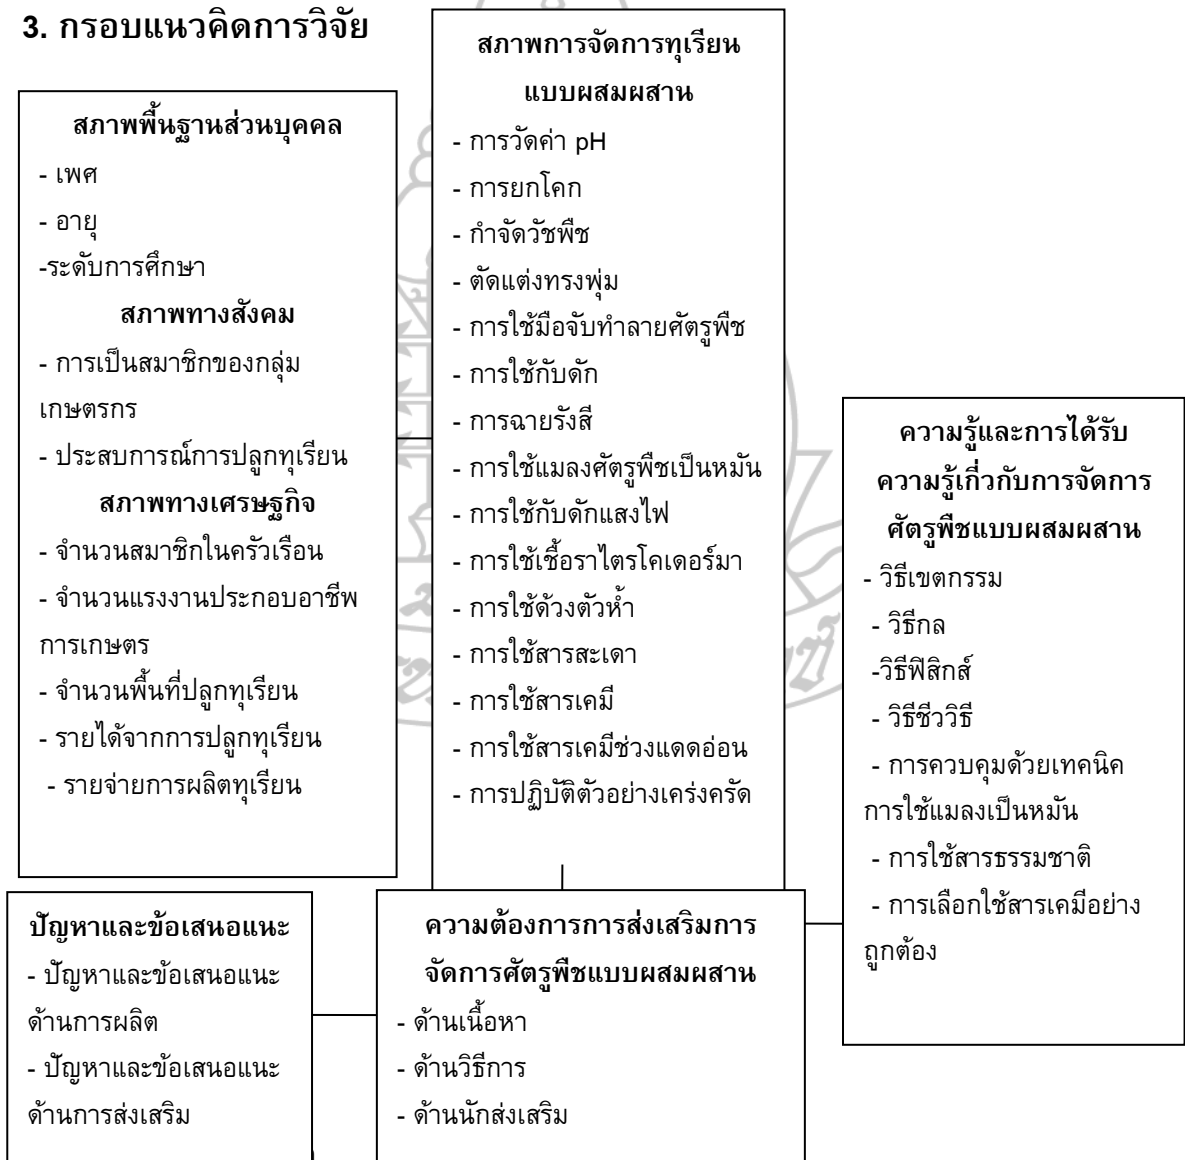 3. กรอบแนวคิดการวิจัย
สภาพพื้นฐานส่วนบุคคล
- เพศ
- อายุ
-ระดับการศึกษา
สภาพทางสังคม
- การเป็นสมาชิกของกลุ่ม
เกษตรกร
- ประสบการณ์การปลูกทุเรียน
สภาพทางเศรษฐกิจ
- จำนวนสมาชิกในครัวเรือน
- จำนวนแรงงานประกอบอาชีพ
การเกษตร
- จำนวนพื้นที่ปลูกทุเรียน
- รายได้จากการปลูกทุเรียน
- รายจ่ายการผลิตทุเรียน
สภาพการจัดการทุเรียน
แบบผสมผสาน
- การวัดค่า pH
- การยกโคก
- กำจัดวัชพืช
- ตัดแต่งทรงพุ่ม
- การใช้มือจับทำลายศัตรูพืช
- การใช้กับดัก
- การฉายรังสี
- การใช้แมลงศัตรูพืชเป็นหมัน
- การใช้กับดักแสงไฟ
- การใช้เชื้อราไตรโคเดอร์มา
- การใช้ด้วงตัวห้ำ
- การใช้สารสะเดา
- การใช้สารเคมี
- การใช้สารเคมีช่วงแดดอ่อน
- การปฏิบัติตัวอย่างเคร่งครัด
ความรู้และการได้รับ
ความรู้เกี่วกับการจัดการ
ศัตรูพืชแบบผสมผสาน
- วิธีเขตกรรม
- วิธีกล
-วิธีฟิสิกส์
- วิธีชีววิธี
- การควบคุมด้วยเทคนิค
การใช้แมลงเป็นหมัน
- การใช้สารธรรมชาติ
- การเลือกใช้สารเคมีอย่าง
ถูกต้อง
ปัญหาและข้อเสนอแนะ
- ปัญหาและข้อเสนอแนะ
ด้านการผลิต
- ปัญหาและข้อเสนอแนะ
ด้านการส่งเสริม
ความต้องการการส่งเสริมการ
จัดการศัตรูพืชแบบผสมผสาน
- ด้านเนื้อหา
- ด้านวิธีการ
- ด้านนักส่งเสริม